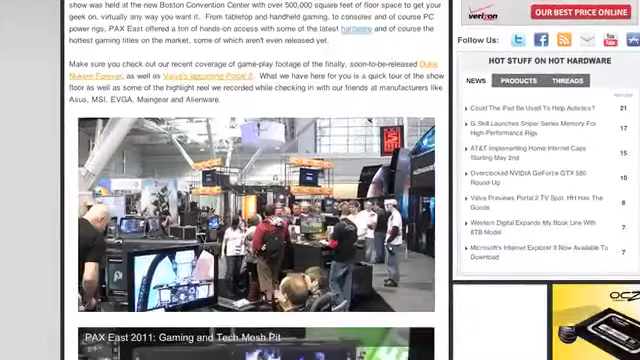 show was held at the new Boston Convention Center with over 500,000 square feet of floor space to get your
geek on, virtually any way you want it. From tabletop and handheld gaming, to consoles and of course PC
power rigs, PAX East offered a ton of hands-on access with some of the latest hardware and of course the
hottest gaming titles on the market, some of which aren't even released yet.
Make sure you check out our recent coverage of game-play footage of the finally, soon-to-be-released Duke
Nukem Forever, as well as Valve's upcoming Portal 2. What we have here for you is a quick tour of the show
floor as well as some of the highlight reel we recorded while checking in with our friends at manufacturers like
Asus, MSI, EVGA, Maingear and Alienware.
PAX East 2011: Gaming and Tech Mosh Pit
verizon
OUR BEST PRICE ONLINE
Follow Us:
HOT STUFF ON HOT HARDWARE
NEWS
PRODUCTS
THREADS
Could The iPad Be Used To Help Autistics? 21
G.Skill Launches Sniper Series Memory For
High-Performance Rigs 17
AT&T Implementing Home Internet Caps
Starting May 2nd 15
Overclocked NVIDIA GeForce GTX 580
Round-Up 10
Valve Previews Portal 2 TV Spot, HH Has The
Goods 8
Western Digital Expands My Book Line With
6TB Model 7
Microsoft's Internet Explorer 9 Now Available To
Download 7
OCZ